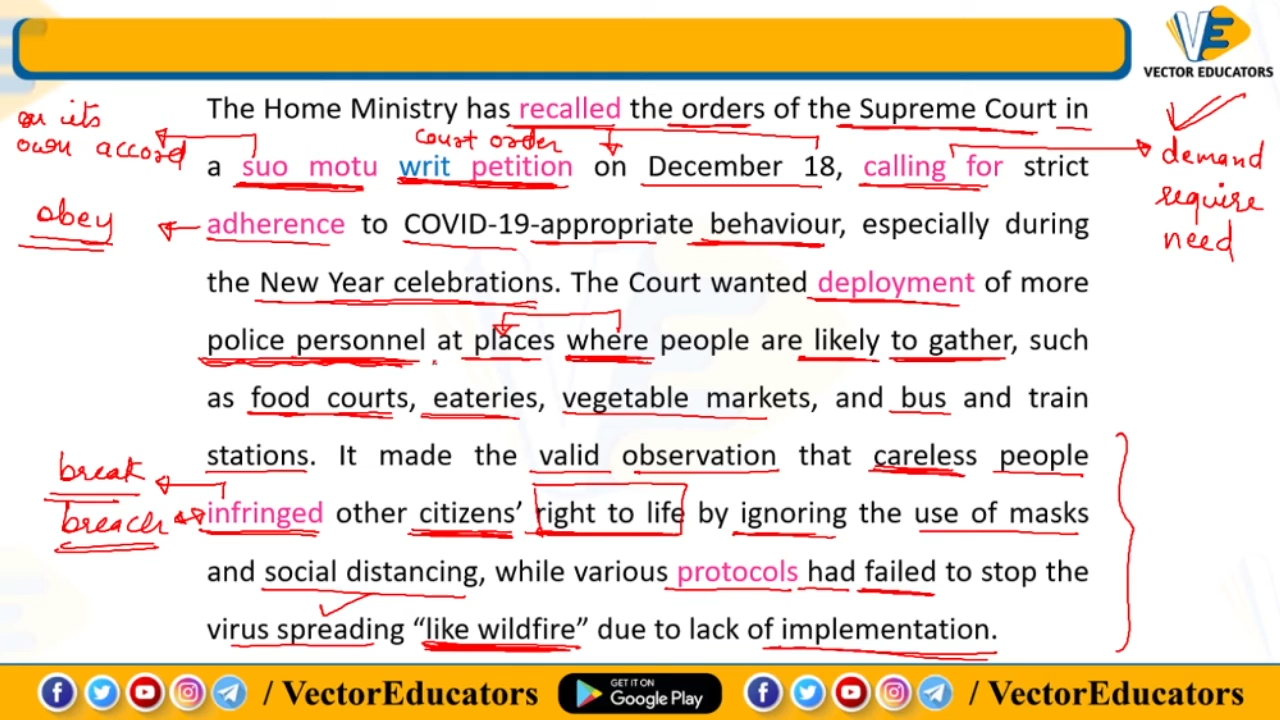 VE
VECTOR EDUCATORS
The Home Ministry has recalled the orders of the Supreme Court in
a suo motu writ petition on December 18, calling for strict
adherence to COVID-19-appropriate behaviour, especially during
the New Year celebrations. The Court wanted deployment of more
police personnel at places where people are likely to gather, such
as food courts, eateries, vegetable markets, and bus and train
stations. It made the valid observation that careless people
infringed other citizens’ right to life by ignoring the use of masks
and social distancing, while various protocols had failed to stop the
virus spreading “like wildfire” due to lack of implementation.
on its
own accord
court order
demand
require
need
obey
break
breach
/ VectorEducators
GET IT ON
Google Play
/ VectorEducators